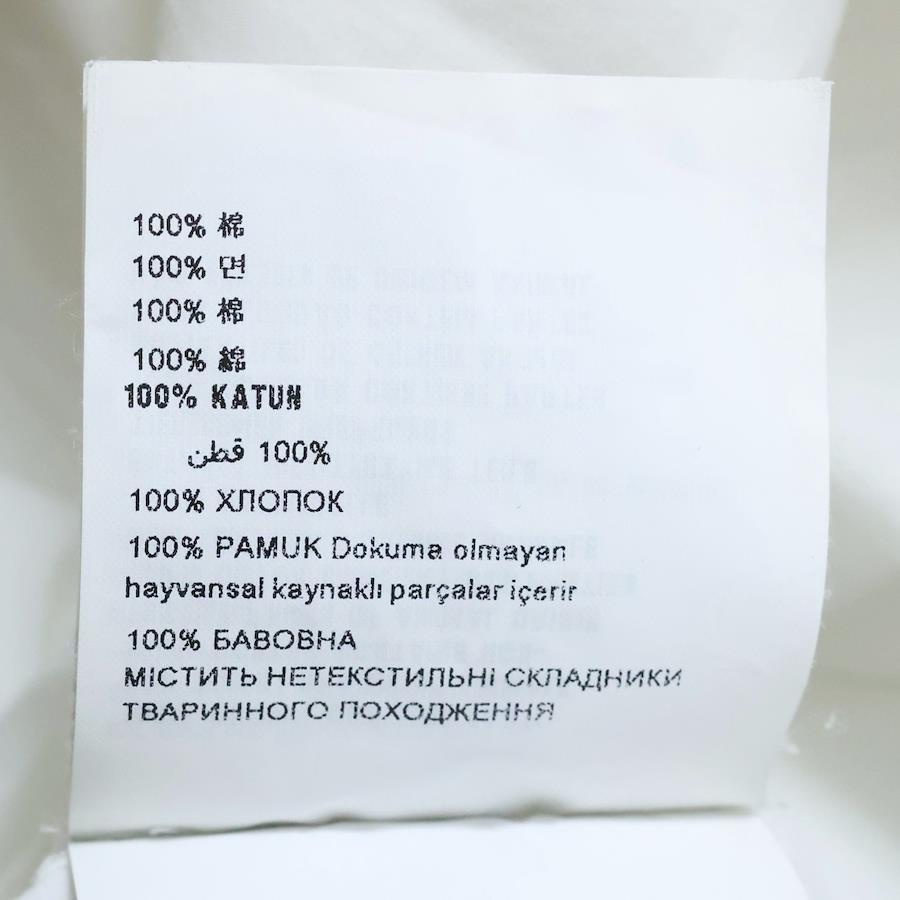 100% 棉
100% 면
100% 棉
100% 綿
100% KATUN
100% قطن
100% ХЛОПОК
100% PAMUK Dokuma olmayan
hayvansal kaynaklı parçalar içerir
100% БАВОВНА
МІСТИТЬ НЕТЕКСТИЛЬНІ СКЛАДНИКИ
ТВАРИННОГО ПОХОДЖЕННЯ